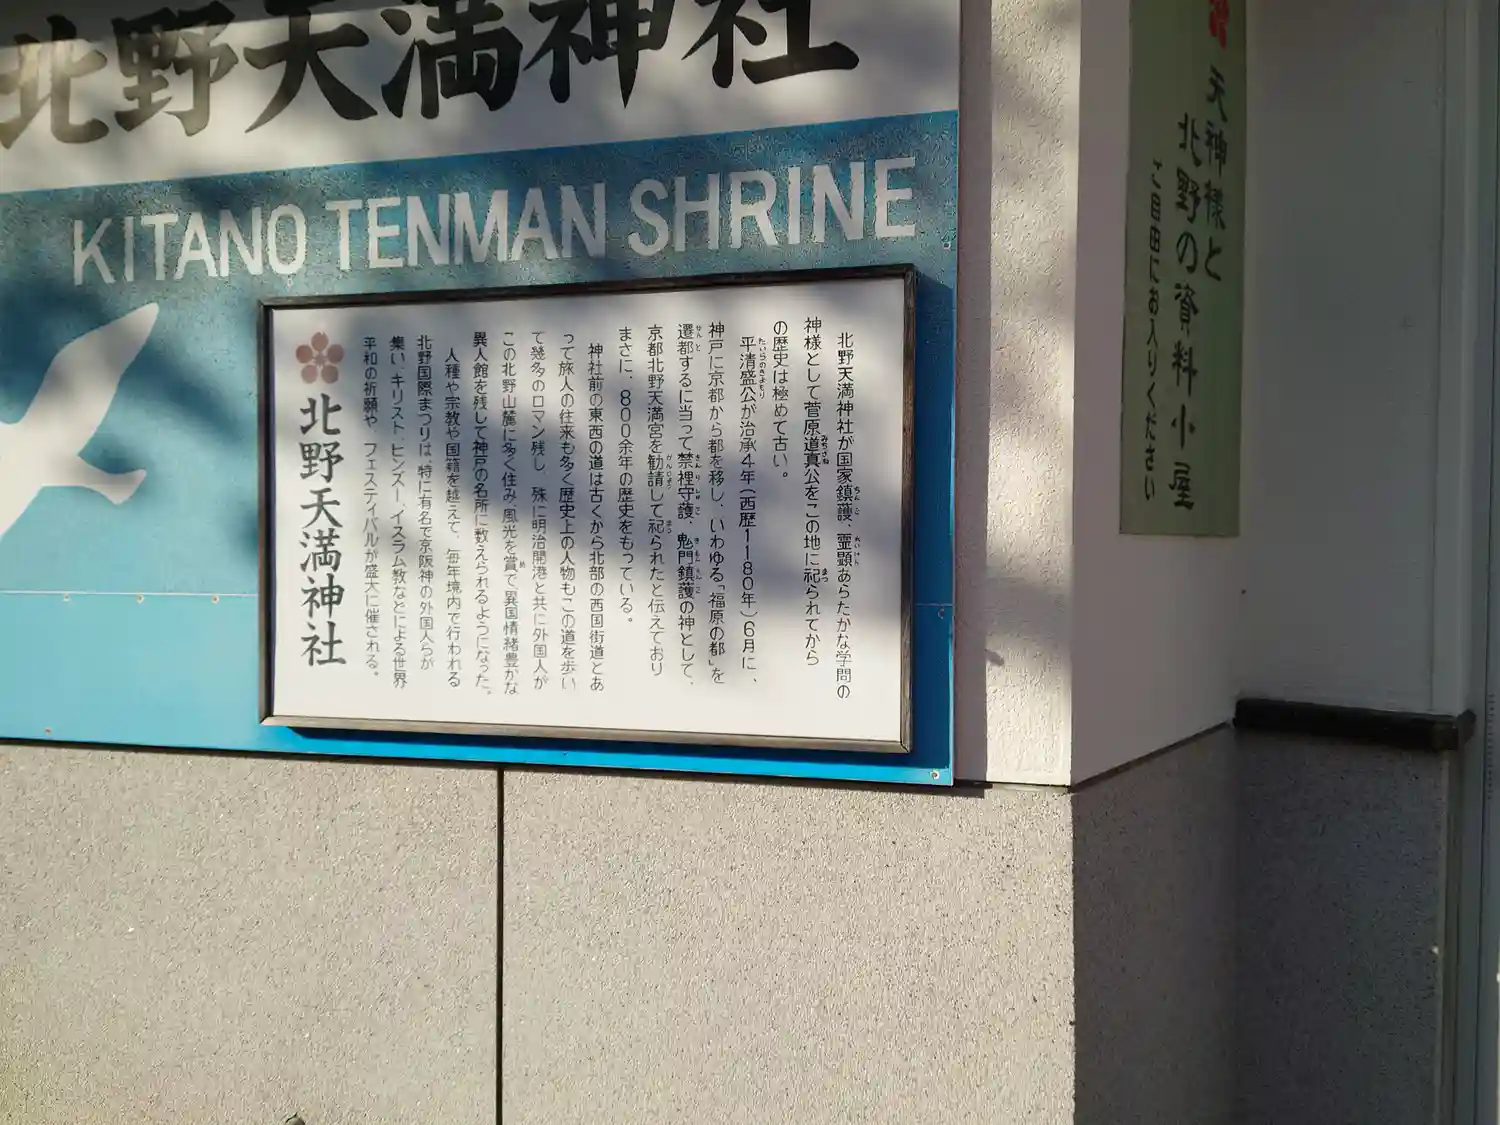 北野天満神社
KITANO TENMAN SHRINE
北野天満神社が国家鎮護、霊顕あらたかな学問の
神様として菅原道真公をこの地に祀られてから
の歴史は極めて古い。
平清盛公が治承4年(西歴1180年)6月に、
神戸に京都から都を移し、いわゆる「福原の都」を
遷都するに当って禁裡守護、鬼門鎮護の神として、
京都北野天満宮を勧請して祀られたと伝えており
まさに、800余年の歴史をもっている。
神社前の東西の道は古くから北部の西国街道とあ
って旅人の往来も多く歴史上の人物もこの道を歩い
て幾多のロマン残し、殊に明治開港と共に外国人が
この北野山麓に多く住み、風光を賞で異国情緒豊かな
異人館を残して神戸の名所に数えられるようになった。
人種や宗教や国籍を越えて、毎年境内で行われる
北野国際まつりは、特に有名で京阪神の外国人らが
集い、キリスト、ヒンズー、イスラム教などによる世界
平和の祈願や、フェスティバルが盛大に催される。
北野天満神社
天神様と
北野の資料小屋
ご自由にお入りください